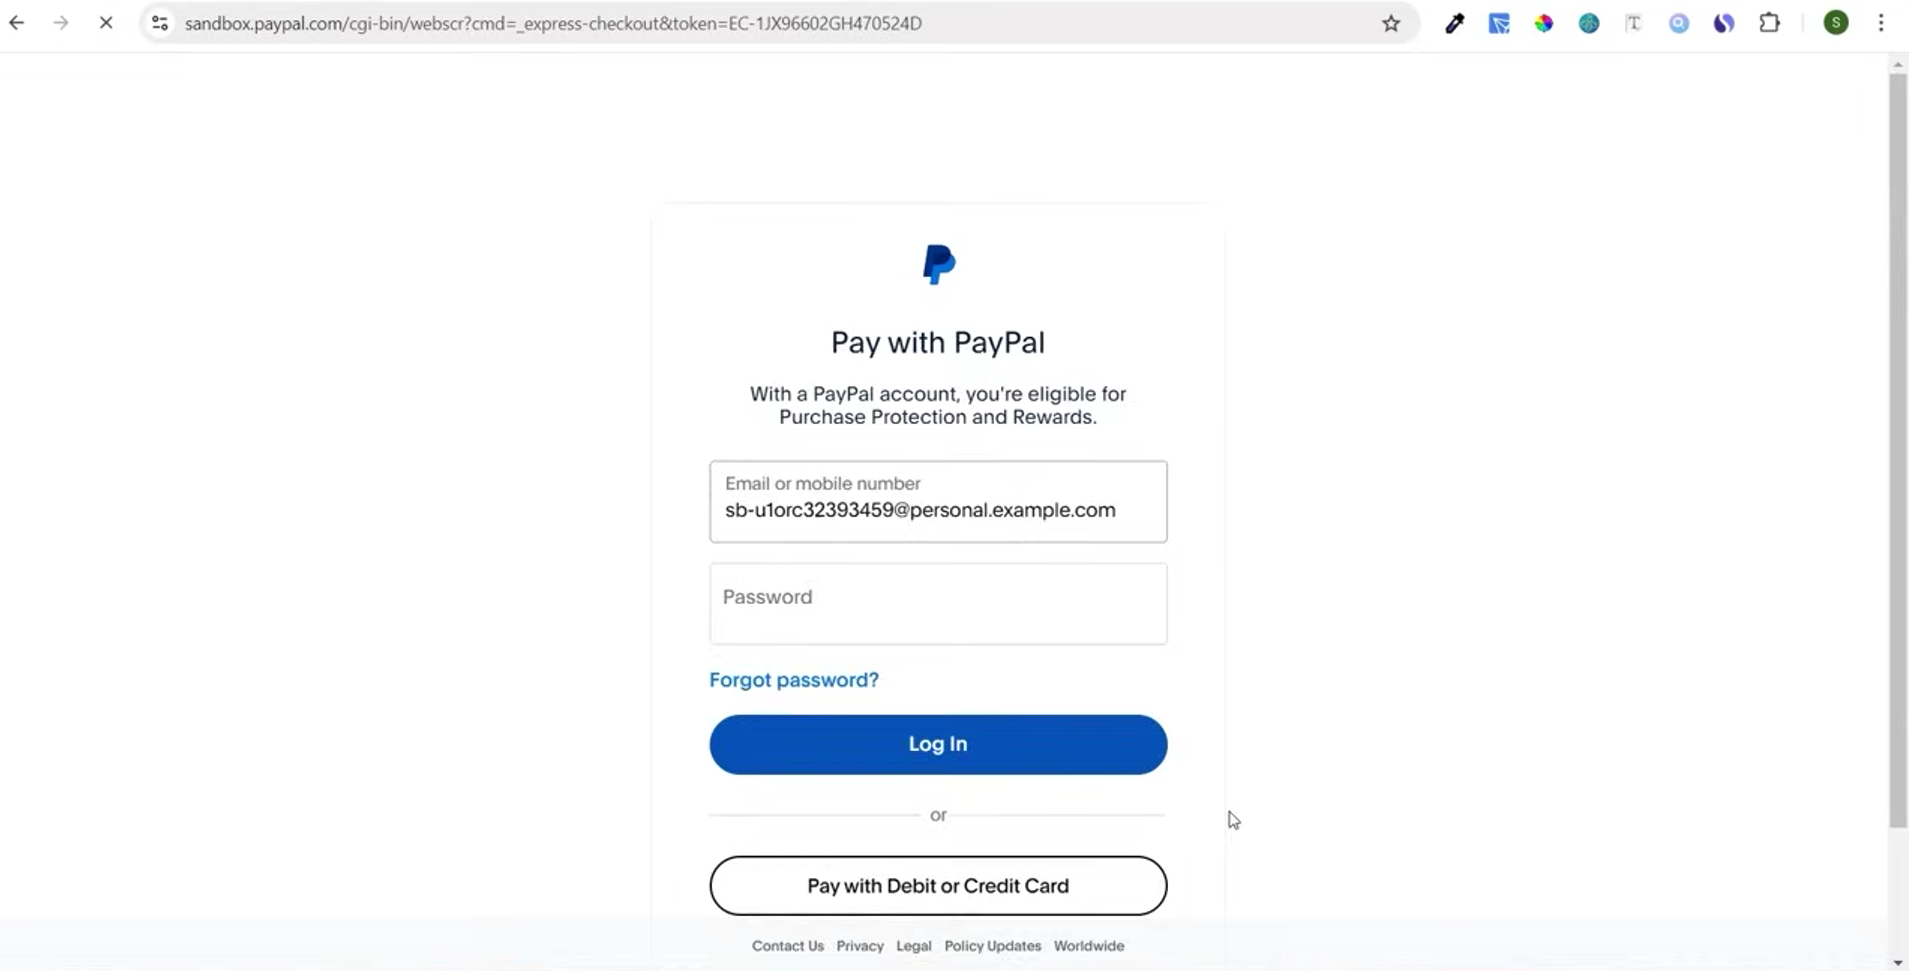 sandbox.paypal.com/cgi-bin/webscr?cmd=_express-checkout&token=EC-1JX96602GH470524D
S
Pay with PayPal
With a PayPal account, you're eligible for
Purchase Protection and Rewards.
Email or mobile number
sb-u1orc32393459@personal.example.com
Password
Forgot password?
Log In
or
Pay with Debit or Credit Card
Contact Us Privacy Legal Policy Updates Worldwide